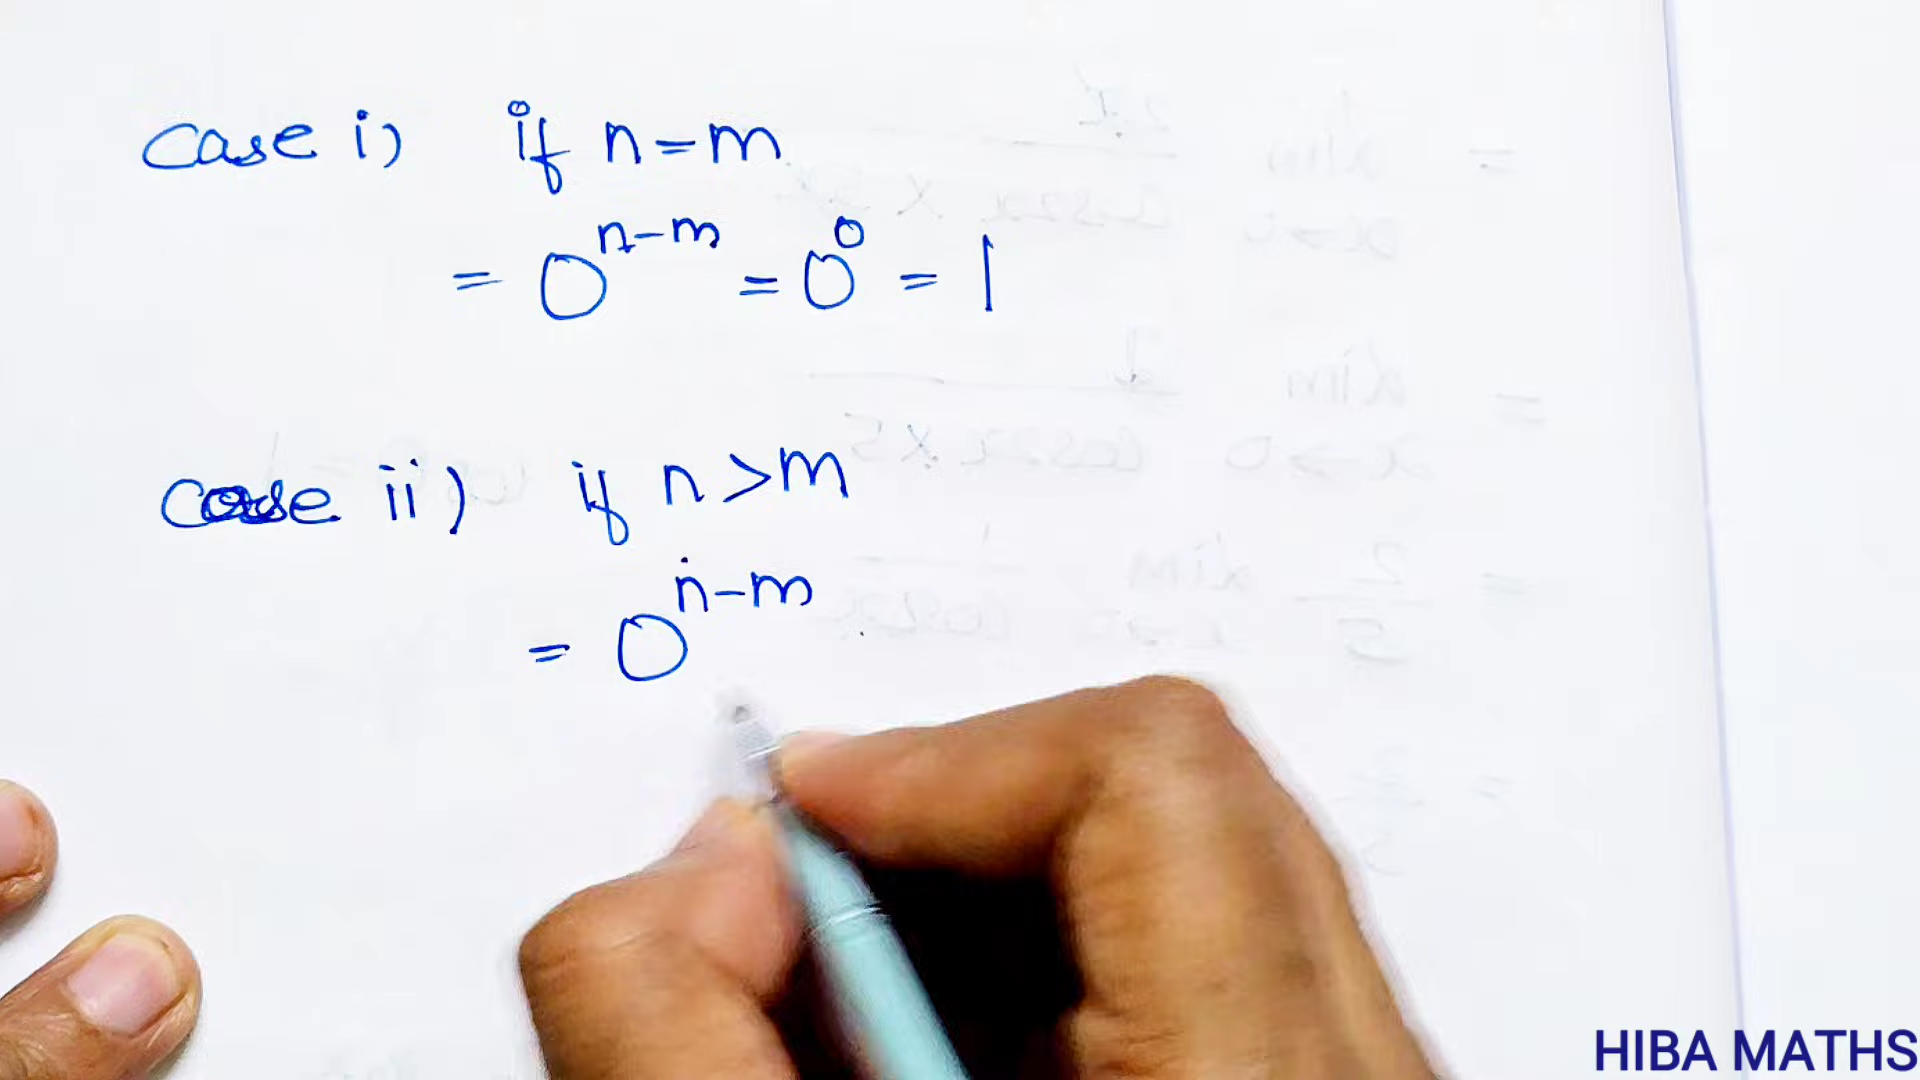 case i) if n=m
= 0^{n-m} = 0^0 = 1
case ii) if n>m
= 0^{n-m}
HIBA MATHS